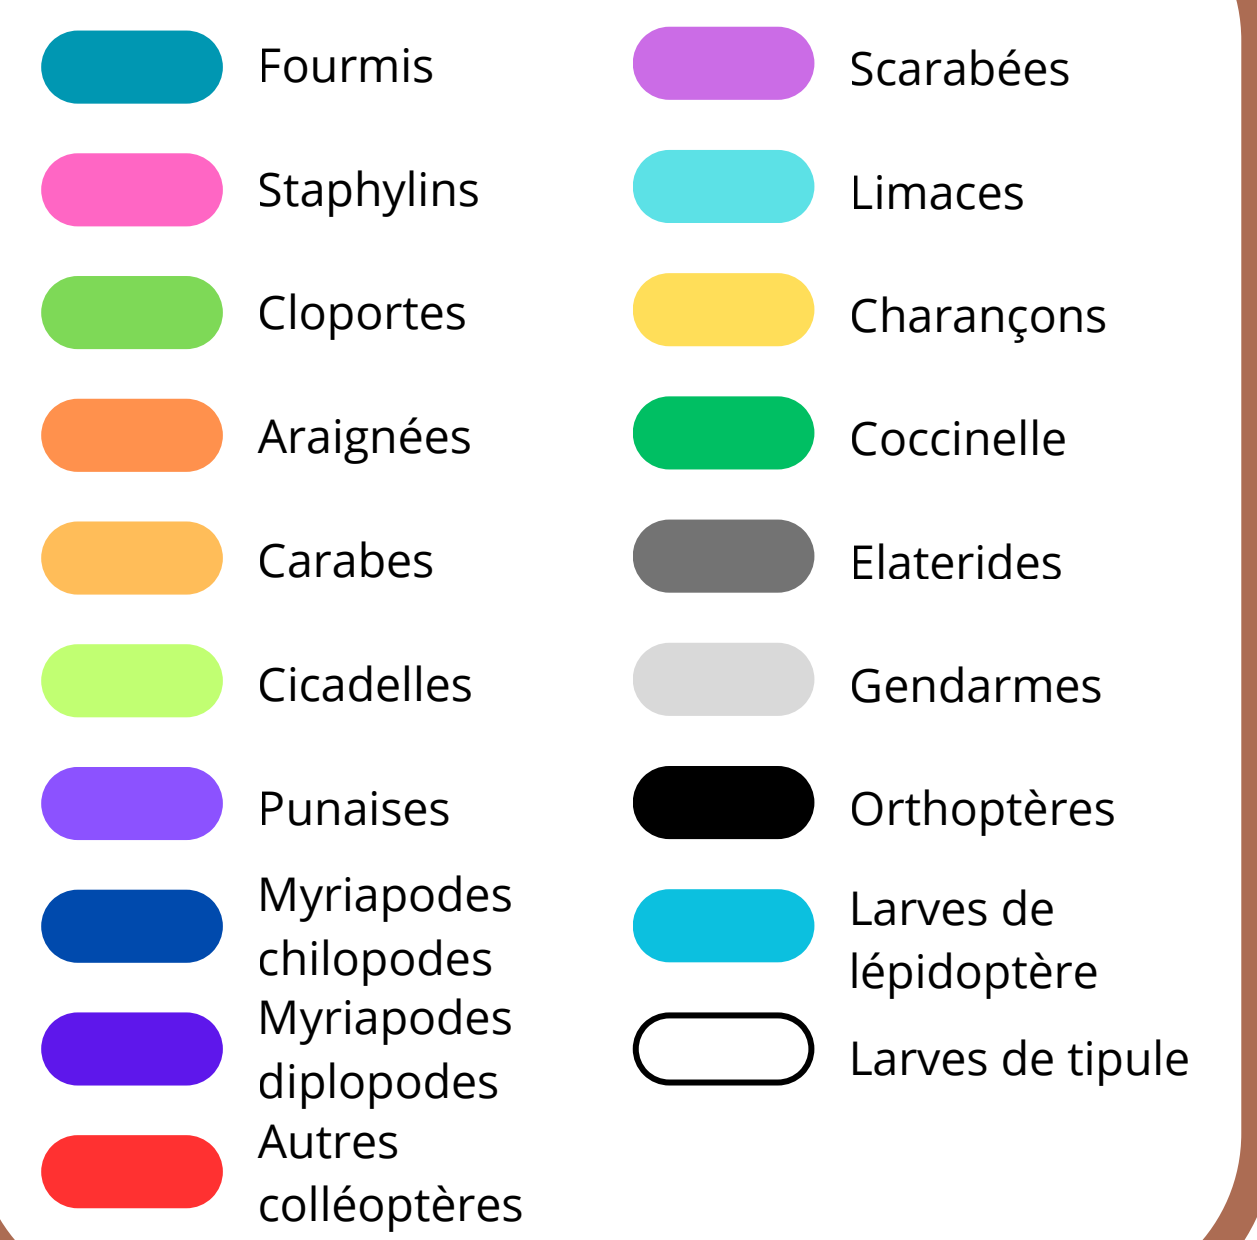 Fourmis
Staphylins
Cloportes
Araignées
Carabes
Cicadelles
Punaises
Myriapodes
chilopodes
Myriapodes
diplopodes
Autres
colléoptères
Scarabées
Limaces
Charançons
Coccinelle
Elaterides
Gendarmes
Orthoptères
Larves de
lépidoptère
Larves de tipule